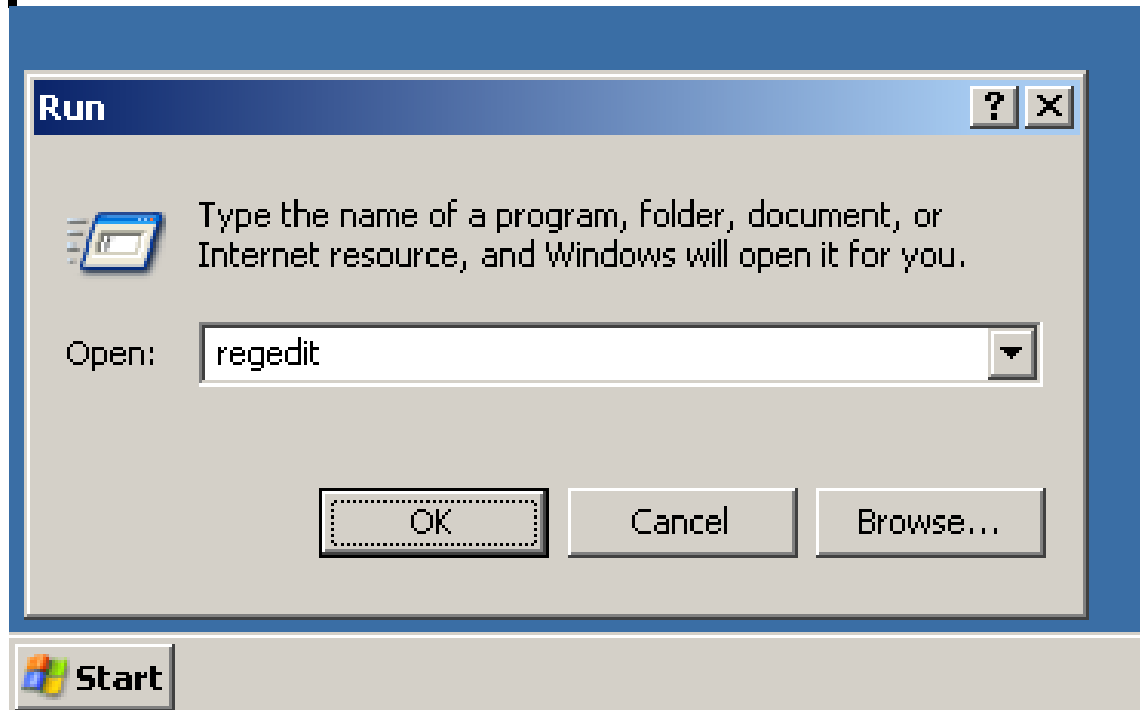 Run
?
Type the name of a program, folder, document, or
Internet resource, and Windows will open it for you.
Open: regedit
OK Cancel Browse...
Start